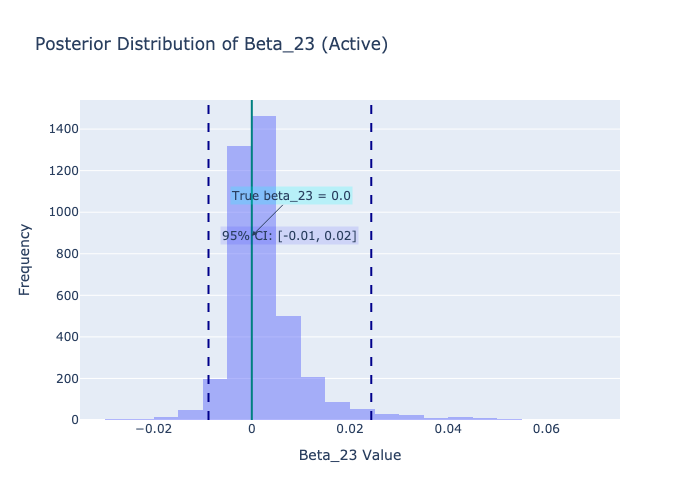 Posterior Distribution of Beta_23 (Active)
1400
1200
1000
800
600
400
200
0
Frequency
True beta_23 = 0.0
95% CI: [-0.01, 0.02]
−0.02
0
0.02
0.04
0.06
Beta_23 Value